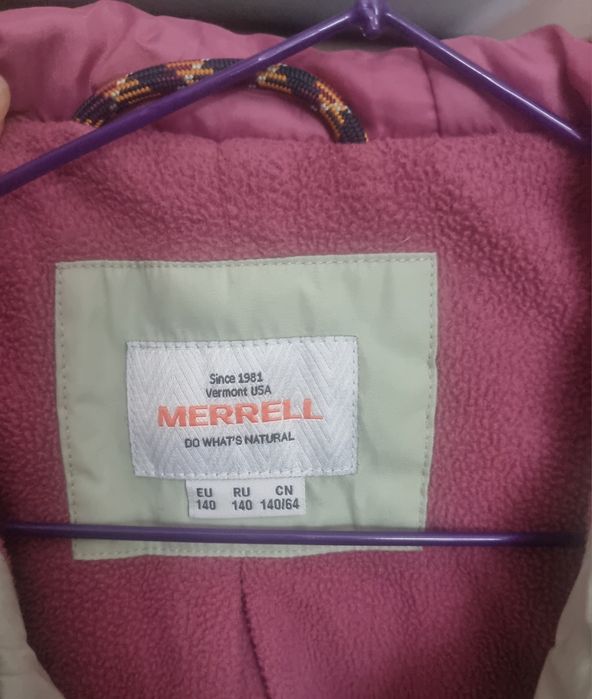 Since 1981
Vermont USA
MERRELL
DO WHAT'S NATURAL
EU RU CN
140 140 140/64